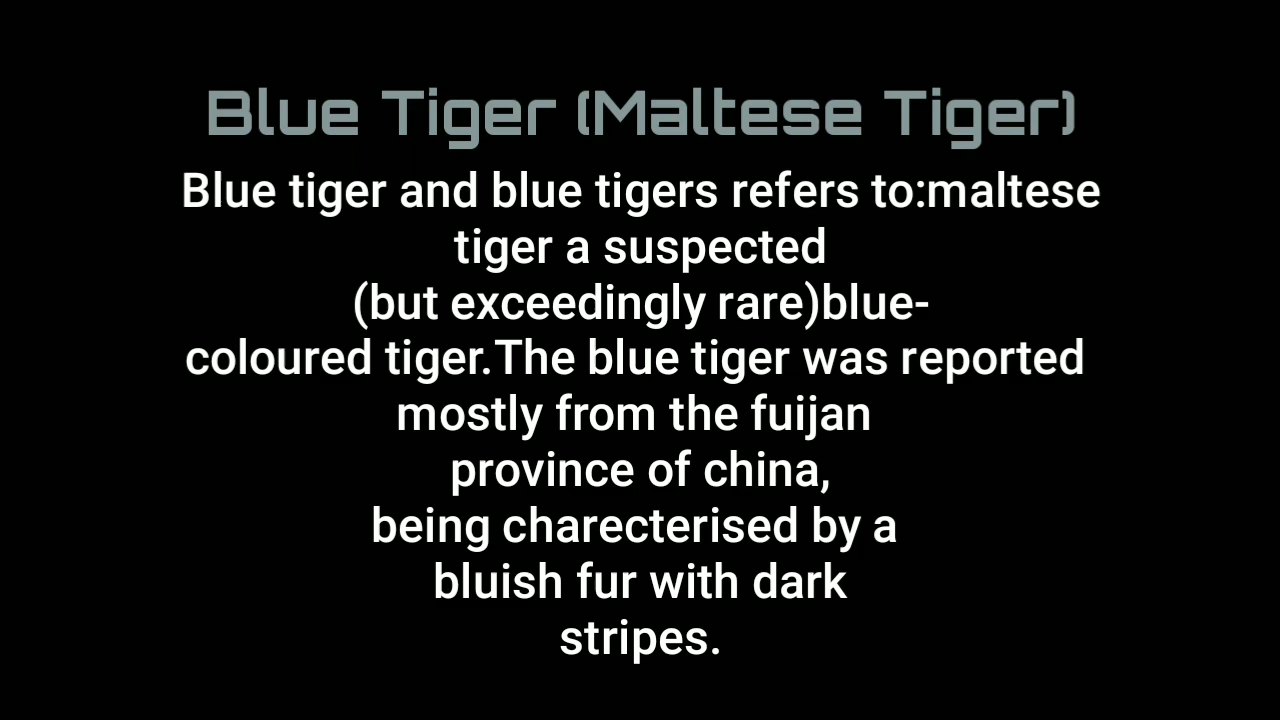 Blue Tiger (Maltese Tiger)
Blue tiger and blue tigers refers to:maltese
tiger a suspected
(but exceedingly rare)blue-
coloured tiger.The blue tiger was reported
mostly from the fuijan
province of china,
being charecterised by a
bluish fur with dark
stripes.